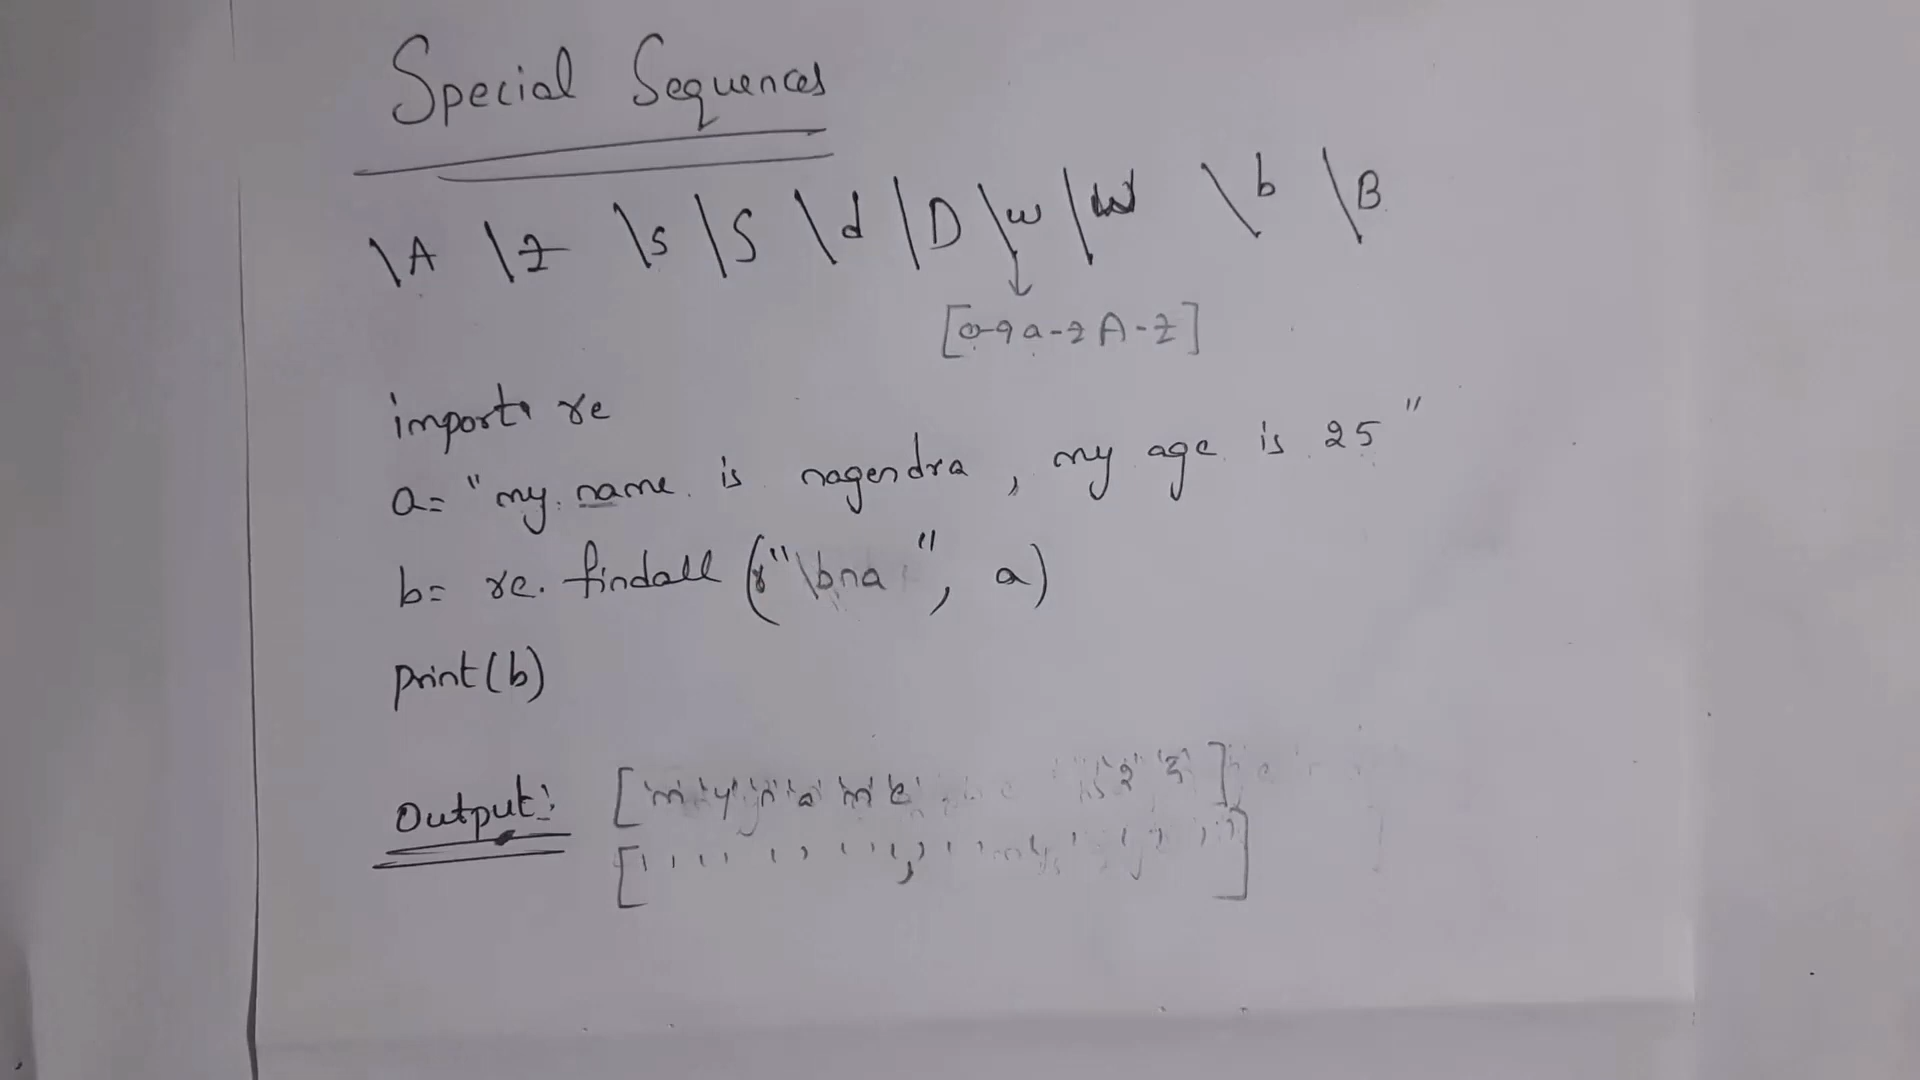 Special Sequences
\A \z \s \S \d \D \w \W \b \B
[0-9a-zA-Z]
import re
a= "my name is nagendra, my age is 25"
b= re.findall(r"\bna", a)
print(b)
Output: